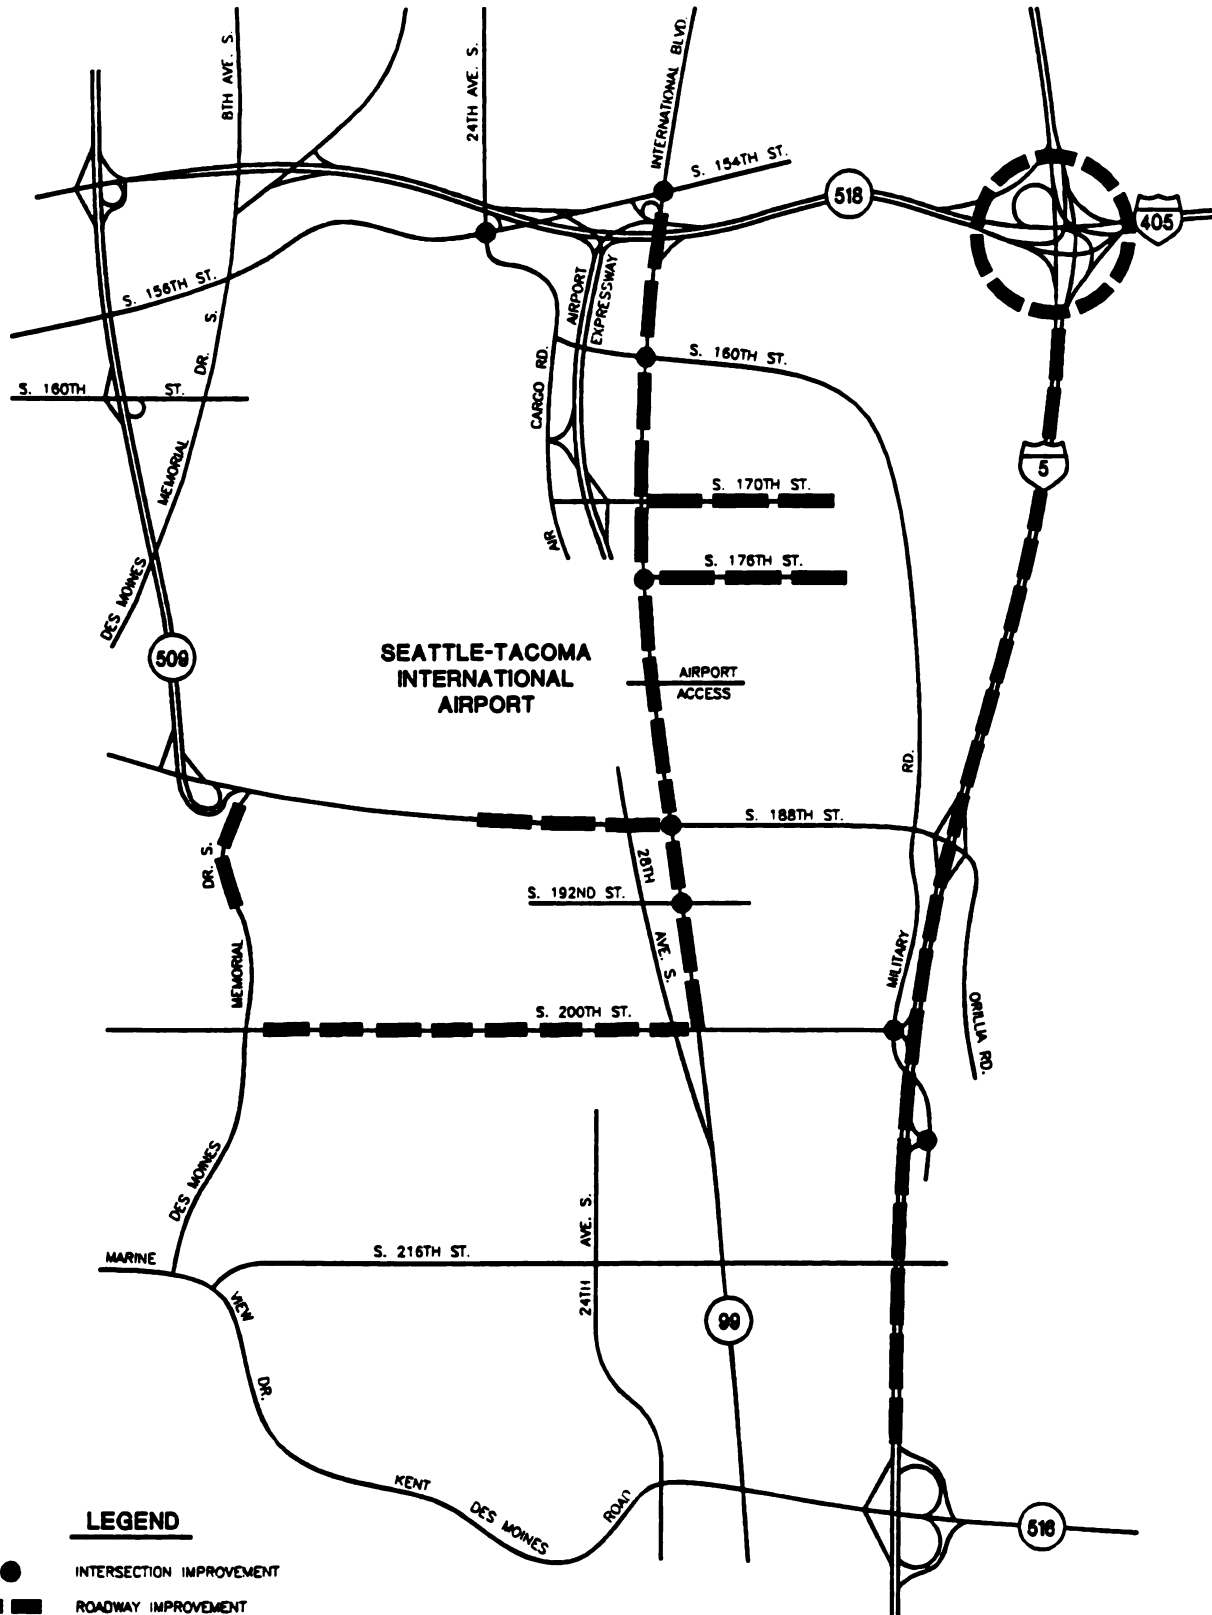 8TH AVE. S.
24TH AVE. S.
INTERNATIONAL BLVD.
S. 154TH ST.
518
405
S. 156TH ST.
DES MOINES MEMORIAL DR. S.
AIRPORT
EXPRESSWAY
S. 160TH ST.
S. 160TH ST.
AIR CARGO RD.
5
S. 170TH ST.
S. 176TH ST.
509
SEATTLE-TACOMA
INTERNATIONAL
AIRPORT
AIRPORT
ACCESS
MILITARY RD.
S. 188TH ST.
28TH AVE. S.
S. 192ND ST.
DES MOINES MEMORIAL DR. S.
S. 200TH ST.
ORILLIA RD.
24TH AVE. S.
S. 216TH ST.
MARINE VIEW DR.
99
KENT DES MOINES ROAD
516
LEGEND
INTERSECTION IMPROVEMENT
ROADWAY IMPROVEMENT